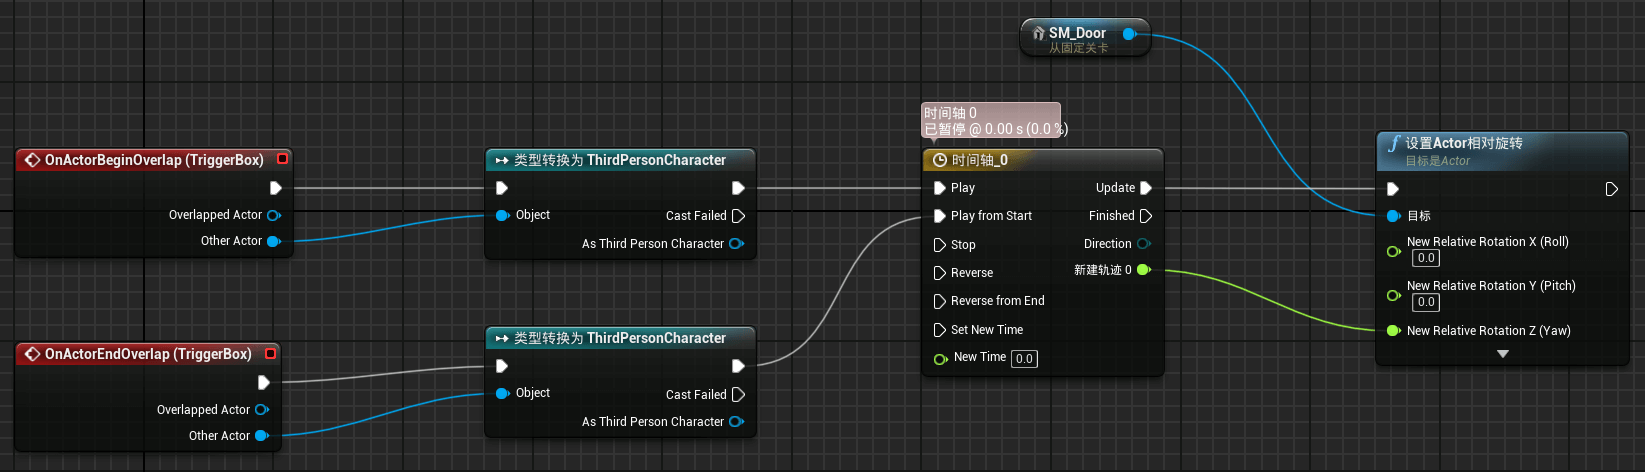 SM_Door
从固定关卡
时间轴 0
已暂停 @ 0.00 s (0.0 %)
OnActorBeginOverlap (TriggerBox)
Overlapped Actor
Other Actor
类型转换为 ThirdPersonCharacter
Object
Cast Failed
As Third Person Character
时间轴_0
Play
Update
Play from Start
Finished
Stop
Direction
Reverse
新建轨迹 0
Reverse from End
Set New Time
New Time 0.0
设置Actor相对旋转
目标是Actor
目标
New Relative Rotation X (Roll)
0.0
New Relative Rotation Y (Pitch)
0.0
New Relative Rotation Z (Yaw)
OnActorEndOverlap (TriggerBox)
Overlapped Actor
Other Actor
类型转换为 ThirdPersonCharacter
Object
Cast Failed
As Third Person Character